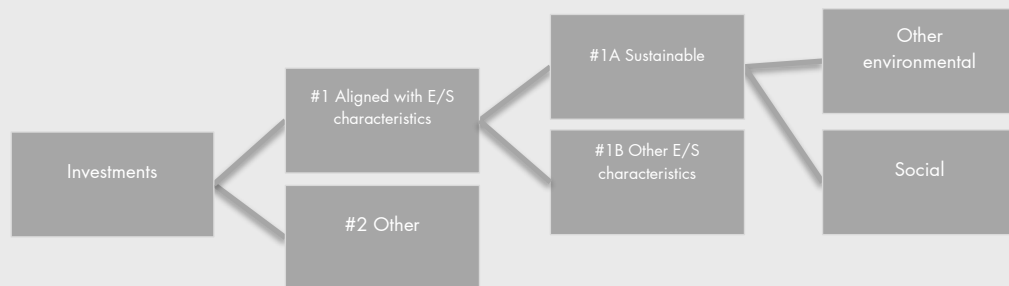 Investments
#1 Aligned with E/S
characteristics
#2 Other
#1A Sustainable
#1B Other E/S
characteristics
Other
environmental
Social